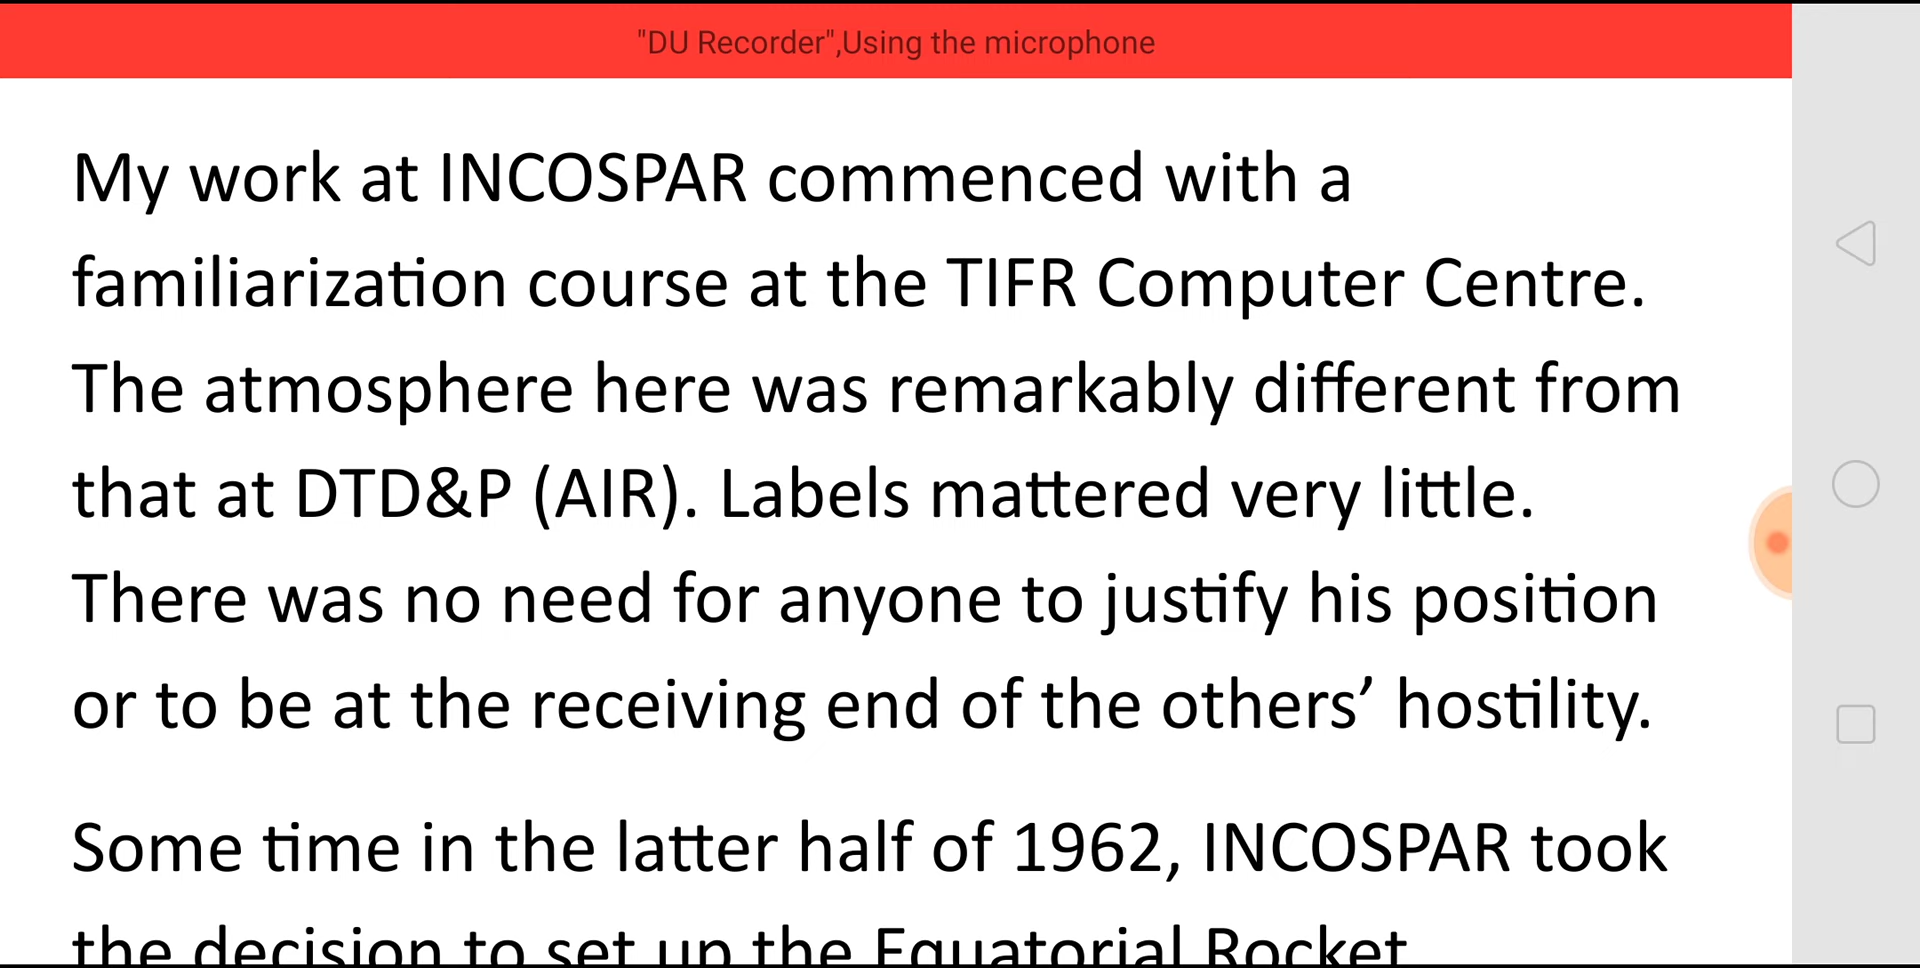 "DU Recorder",Using the microphone
My work at INCOSPAR commenced with a
familiarization course at the TIFR Computer Centre.
The atmosphere here was remarkably different from
that at DTD&P (AIR). Labels mattered very little.
There was no need for anyone to justify his position
or to be at the receiving end of the others’ hostility.
Some time in the latter half of 1962, INCOSPAR took
the decision to set up the Equatorial Rocket